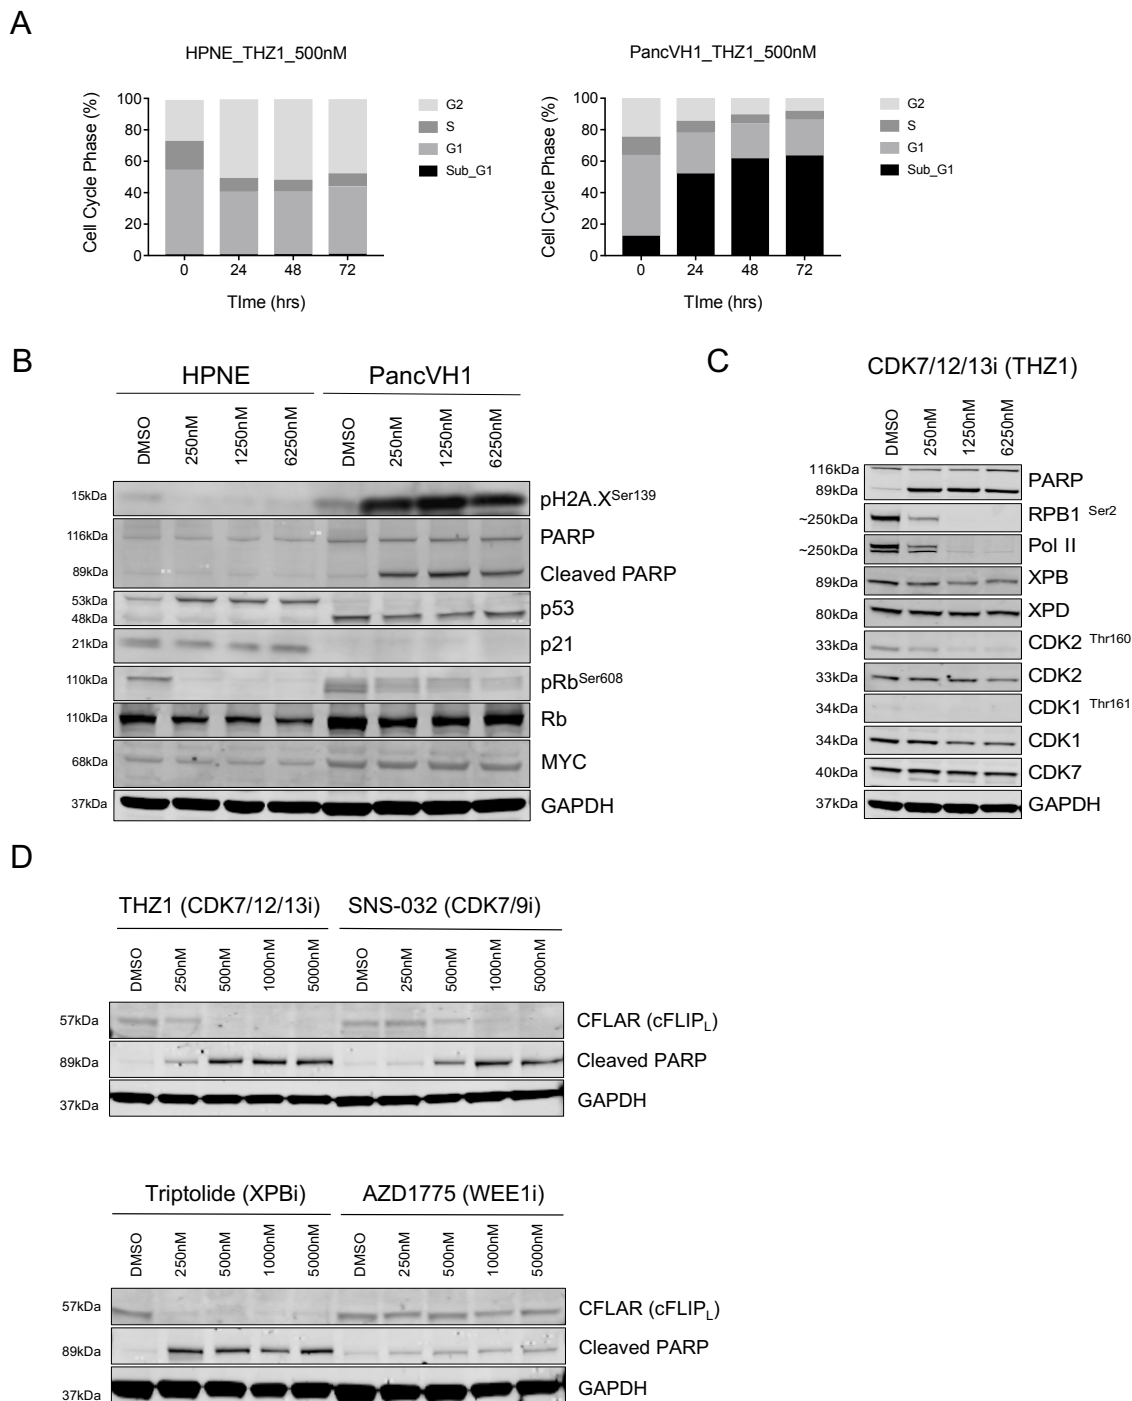 A
HPNE_THZ1_500nM
PancVH1_THZ1_500nM
Cell Cycle Phase (%)
100
80
60
40
20
0
0 24 48 72
TIme (hrs)
G2
S
G1
Sub_G1
Cell Cycle Phase (%)
100
80
60
40
20
0
0 24 48 72
TIme (hrs)
G2
S
G1
Sub_G1
B
HPNE PancVH1
DMSO 250nM 1250nM 6250nM DMSO 250nM 1250nM 6250nM
15kDa pH2A.X^Ser139
116kDa PARP
89kDa Cleaved PARP
53kDa p53
48kDa
21kDa p21
110kDa pRb^Ser608
110kDa Rb
68kDa MYC
37kDa GAPDH
C
CDK7/12/13i (THZ1)
DMSO 250nM 1250nM 6250nM
116kDa PARP
89kDa
~250kDa RPB1 Ser2
~250kDa Pol II
89kDa XPB
80kDa XPD
33kDa CDK2 Thr160
33kDa CDK2
34kDa CDK1 Thr161
34kDa CDK1
40kDa CDK7
37kDa GAPDH
D
THZ1 (CDK7/12/13i) SNS-032 (CDK7/9i)
DMSO 250nM 500nM 1000nM 5000nM DMSO 250nM 500nM 1000nM 5000nM
57kDa CFLAR (cFLIP_L)
89kDa Cleaved PARP
37kDa GAPDH
Triptolide (XPBi) AZD1775 (WEE1i)
DMSO 250nM 500nM 1000nM 5000nM DMSO 250nM 500nM 1000nM 5000nM
57kDa CFLAR (cFLIP_L)
89kDa Cleaved PARP
37kDa GAPDH